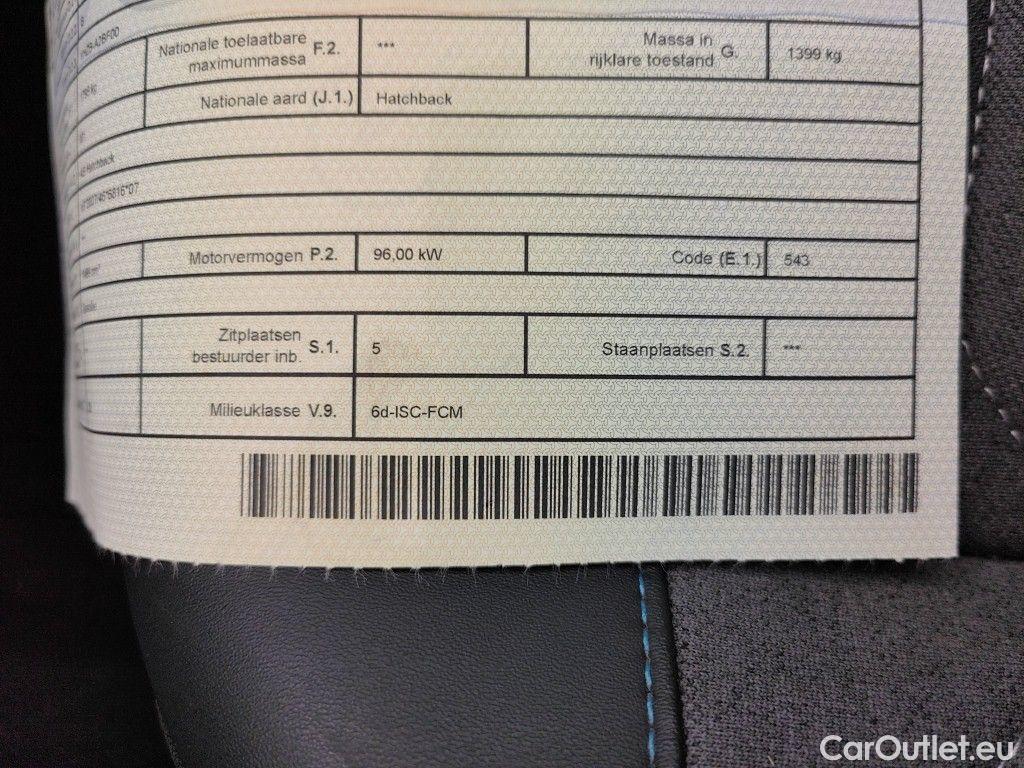 Nationale toelaatbare maximummassa F.2. *** Massa in rijklare toestand G. 1399 kg
Nationale aard (J.1.) Hatchback
Hatchback
Motorvermogen P.2. 96,00 kW Code (E.1.) 543
Zitplaatsen bestuurder inb. S.1. 5 Staanplaatsen S.2. ***
Milieuklasse V.9. 6d-ISC-FCM
CarOutlet.eu